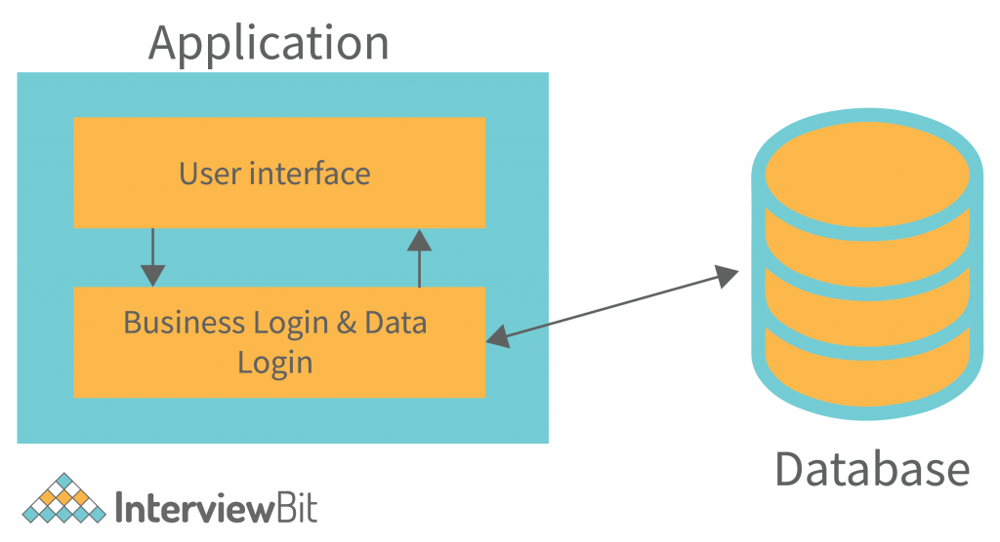 Application
User interface
Business Login & Data
Login
Database
InterviewBit